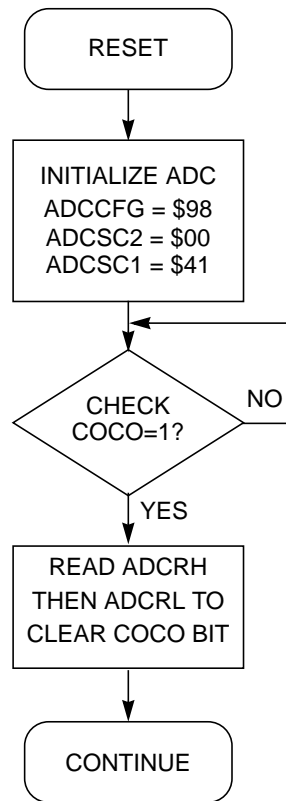 RESET
INITIALIZE ADC
ADCCFG = $98
ADCSC2 = $00
ADCSC1 = $41
CHECK
COCO=1?
NO
YES
READ ADCRH
THEN ADCRL TO
CLEAR COCO BIT
CONTINUE